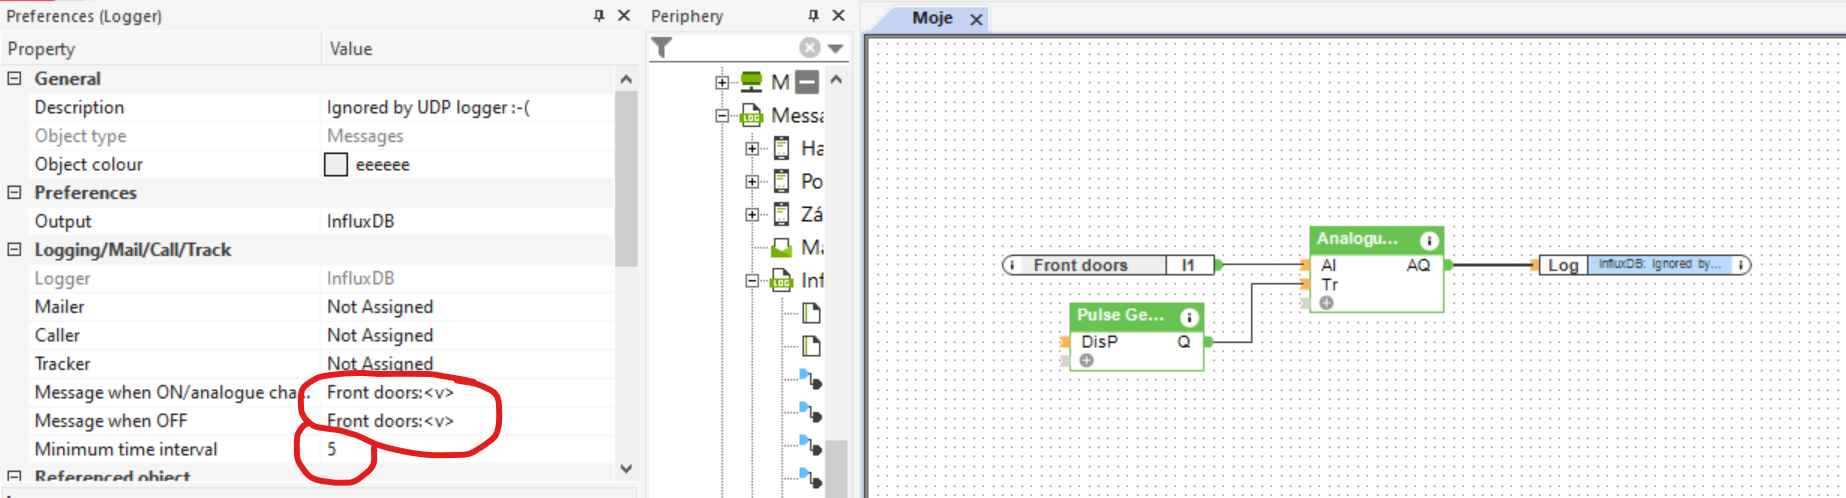 Preferences (Logger)
Property Value
General
Description Ignored by UDP logger :-(
Object type Messages
Object colour eeeeee
Preferences
Output InfluxDB
Logging/Mail/Call/Track
Logger InfluxDB
Mailer Not Assigned
Caller Not Assigned
Tracker Not Assigned
Message when ON/analogue cha... Front doors:<v>
Message when OFF Front doors:<v>
Minimum time interval 5
Referenced object
Periphery
M
Messa
LOG
Ha
Po
Zá
Ma
LOG
Inf
Moje
Front doors I1
Pulse Ge... i
DisP Q
Analogu... i
AI AQ
Tr
Log InfluxDB: Ignored by... i